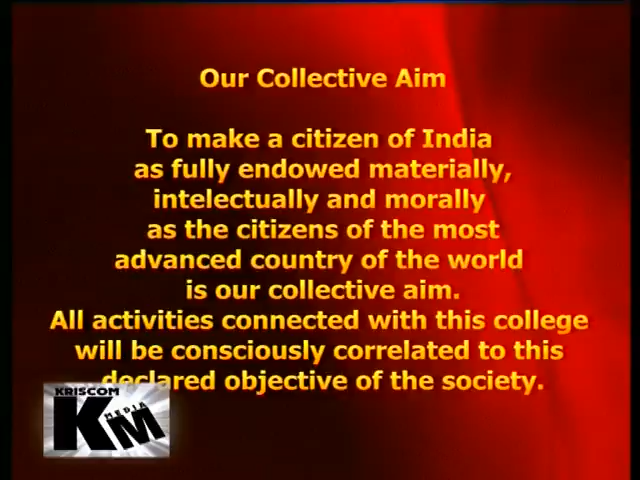 Our Collective Aim
To make a citizen of India
as fully endowed materially,
intelectually and morally
as the citizens of the most
advanced country of the world
is our collective aim.
All activities connected with this college
will be consciously correlated to this
declared objective of the society.
KRISCOM
KM
MEDIA